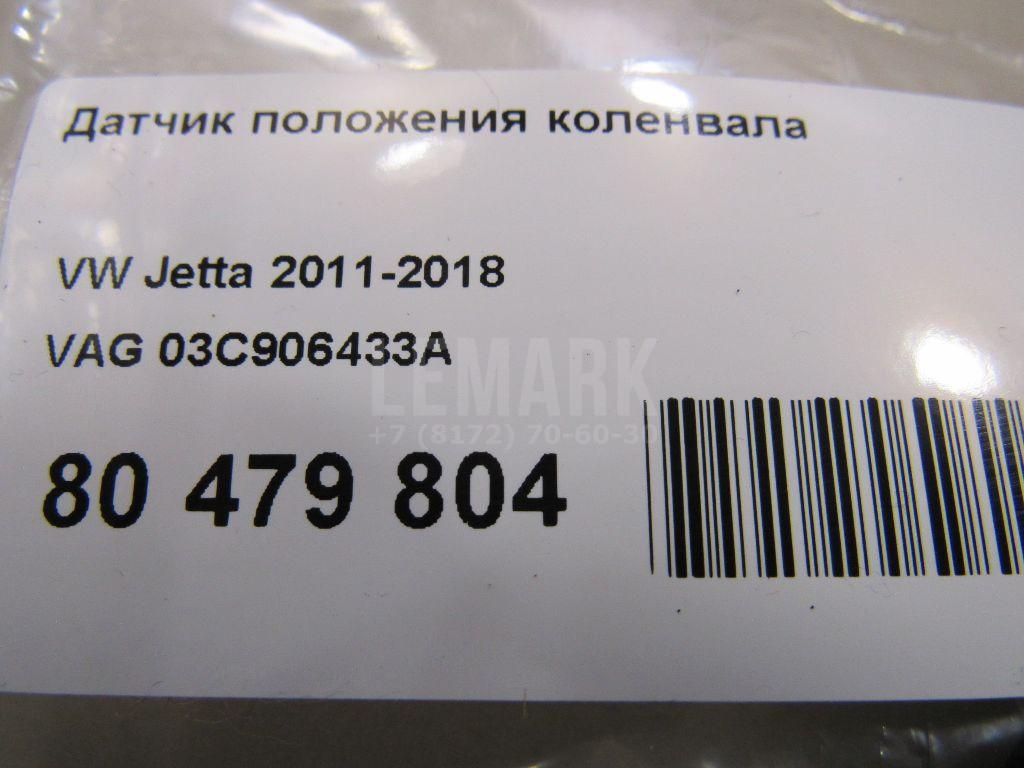 Датчик положения коленвала
VW Jetta 2011-2018
VAG 03C906433A
LEMARK
+7 (8172) 70-60-30
80 479 804